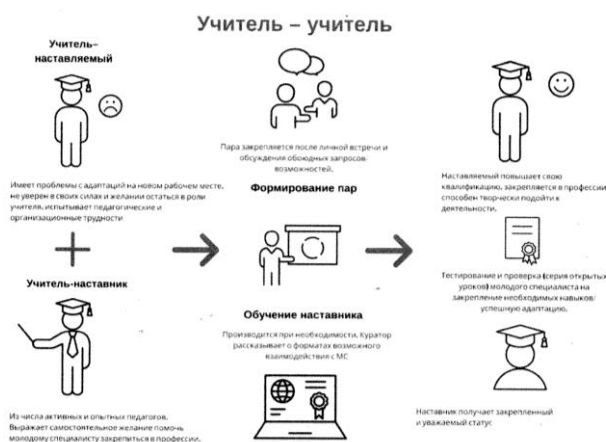 Учитель – учитель
Учитель–
наставляемый
Имеет проблемы с адаптаций на новом рабочем месте,
не уверен в своих силах и желании остаться в роли
учителя, испытывает педагогические и
организационные трудности
Учитель-наставник
Из числа активных и опытных педагогов.
Выражает самостоятельное желание помочь
молодому специалисту закрепиться в профессии.
Пара закрепляется после личной встречи и
обсуждения обоюдных запросов-
возможностей.
Формирование пар
Обучение наставника
Производится при необходимости. Куратор
рассказывает о форматах возможного
взаимодействия с МС
Наставляемый повышает свою
квалификацию, закрепляется в профессии
способен творчески подойти к
деятельности.
Тестирование и проверка (серия открытых
уроков) молодого специалиста на
закрепление необходимых навыков/
успешную адаптацию.
Наставник получает закрепленный
и уважаемый статус